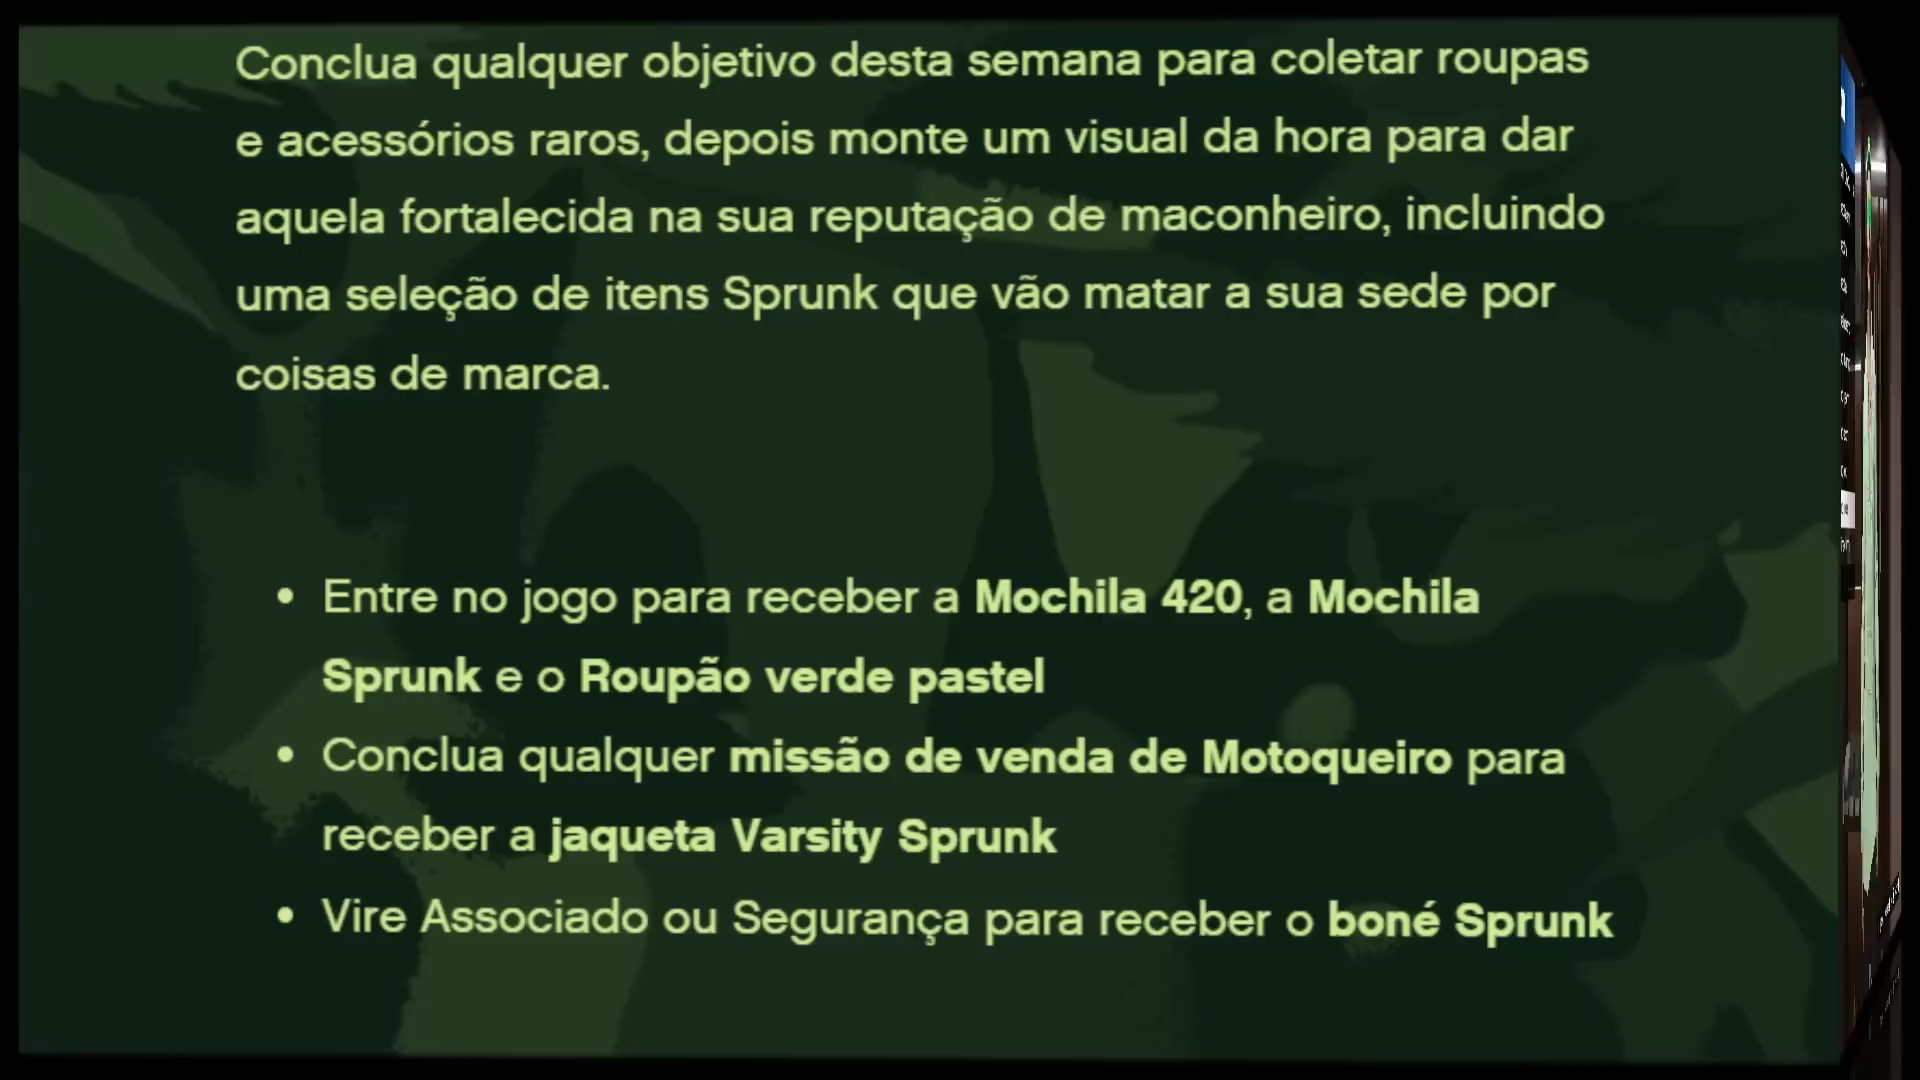 Conclua qualquer objetivo desta semana para coletar roupas
e acessórios raros, depois monte um visual da hora para dar
aquela fortalecida na sua reputação de maconheiro, incluindo
uma seleção de itens Sprunk que vão matar a sua sede por
coisas de marca.
• Entre no jogo para receber a Mochila 420, a Mochila
Sprunk e o Roupão verde pastel
• Conclua qualquer missão de venda de Motoqueiro para
receber a jaqueta Varsity Sprunk
• Vire Associado ou Segurança para receber o boné Sprunk